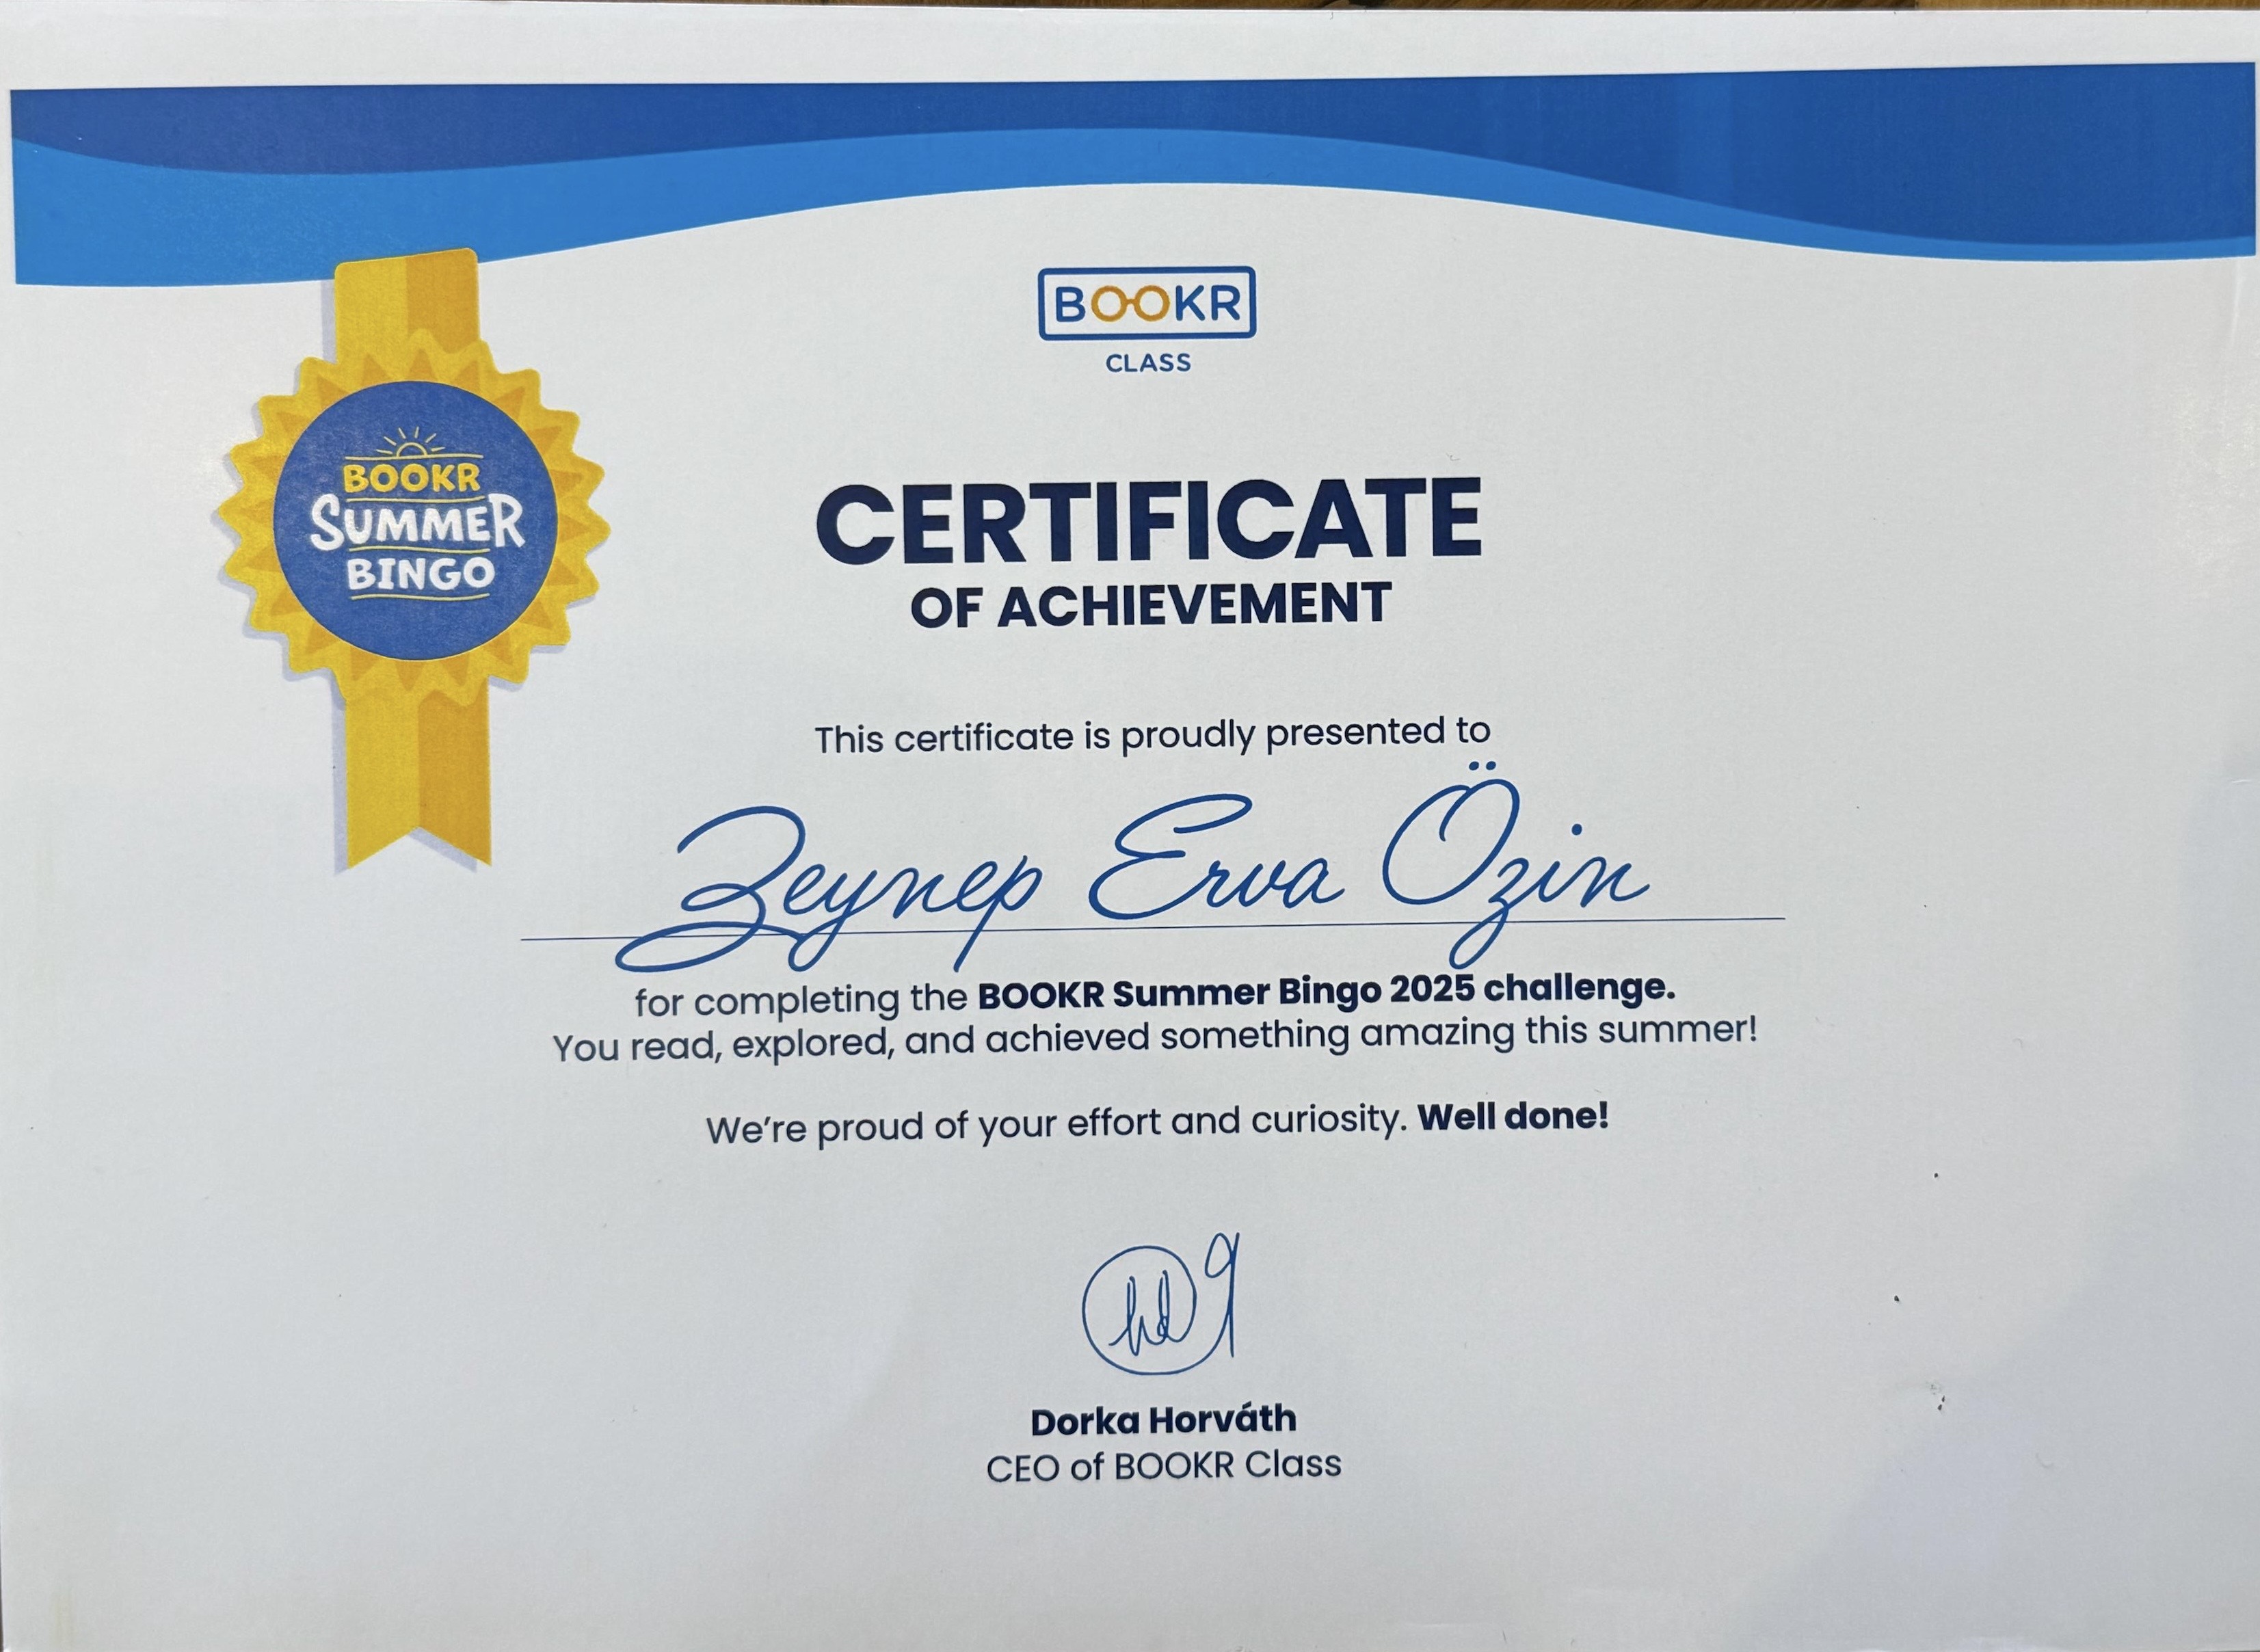 BOOKR
CLASS
BOOKR
SUMMER
BINGO
CERTIFICATE
OF ACHIEVEMENT
This certificate is proudly presented to
Zeynep Erva Özin
for completing the BOOKR Summer Bingo 2025 challenge.
You read, explored, and achieved something amazing this summer!
We're proud of your effort and curiosity. Well done!
Dorka Horváth
CEO of BOOKR Class